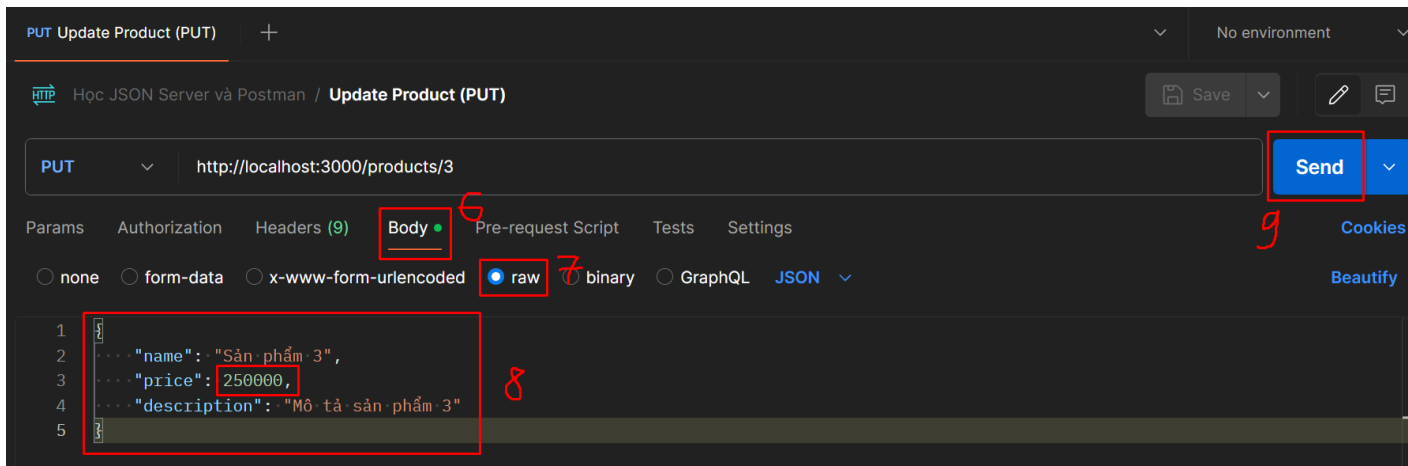 PUT Update Product (PUT) No environment
HTTP Học JSON Server và Postman / Update Product (PUT) Save
PUT http://localhost:3000/products/3 Send
6 9
Params Authorization Headers (9) Body Pre-request Script Tests Settings Cookies
7
none form-data x-www-form-urlencoded raw binary GraphQL JSON Beautify
1 {
2 "name": "Sản phẩm 3",
3 "price": 250000,
8
4 "description": "Mô tả sản phẩm 3"
5 }